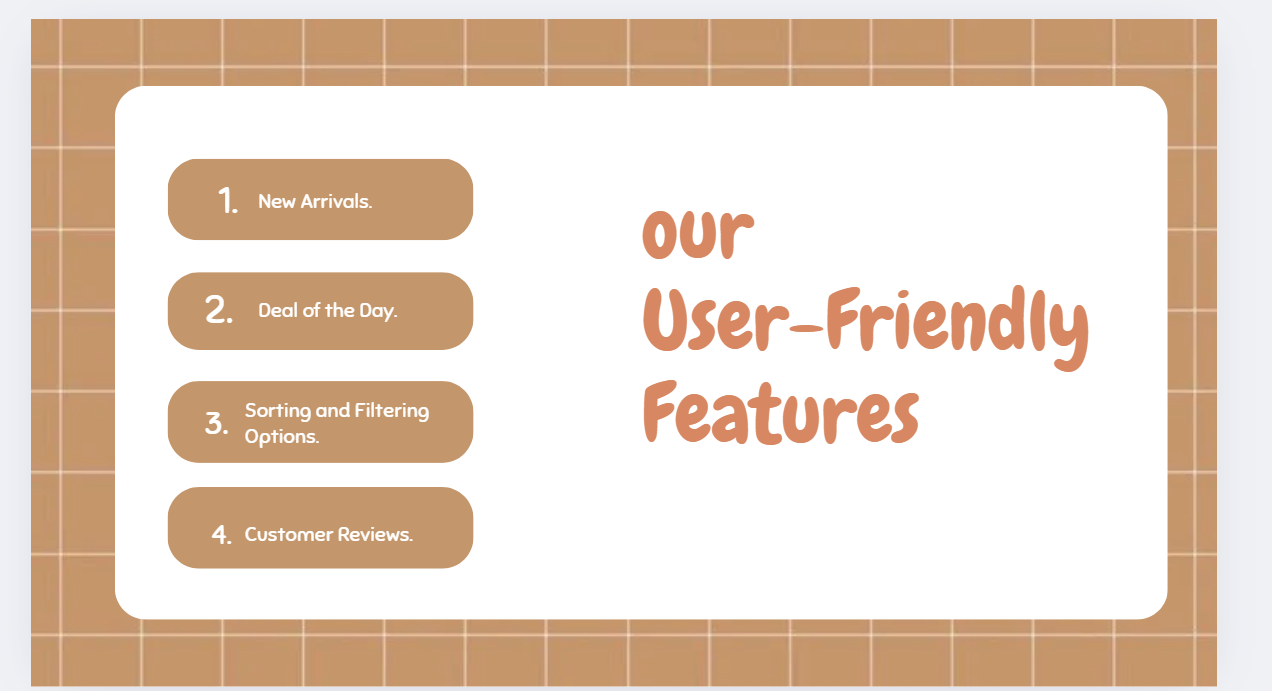 1. New Arrivals.
2. Deal of the Day.
3. Sorting and Filtering
Options.
4. Customer Reviews.
our
User-Friendly
Features